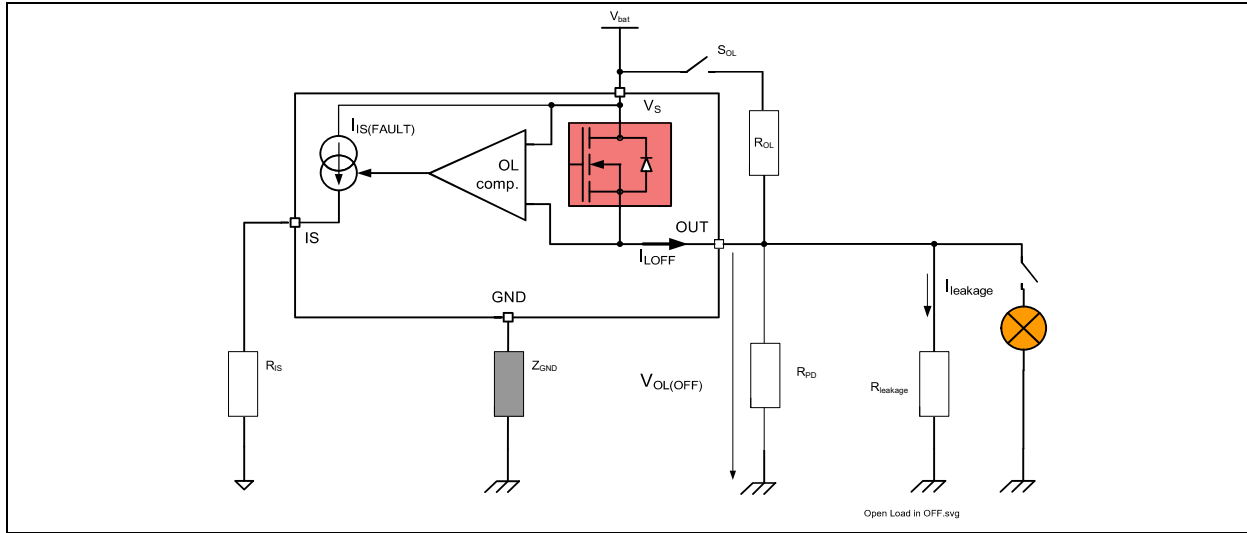 Vbat
SOL
VS
IIS(FAULT)
OL
comp.
ROL
IS
OUT
ILOFF
Ileakage
GND
RIS
ZGND
VOL(OFF)
RPD
Rleakage
Open Load in OFF.svg